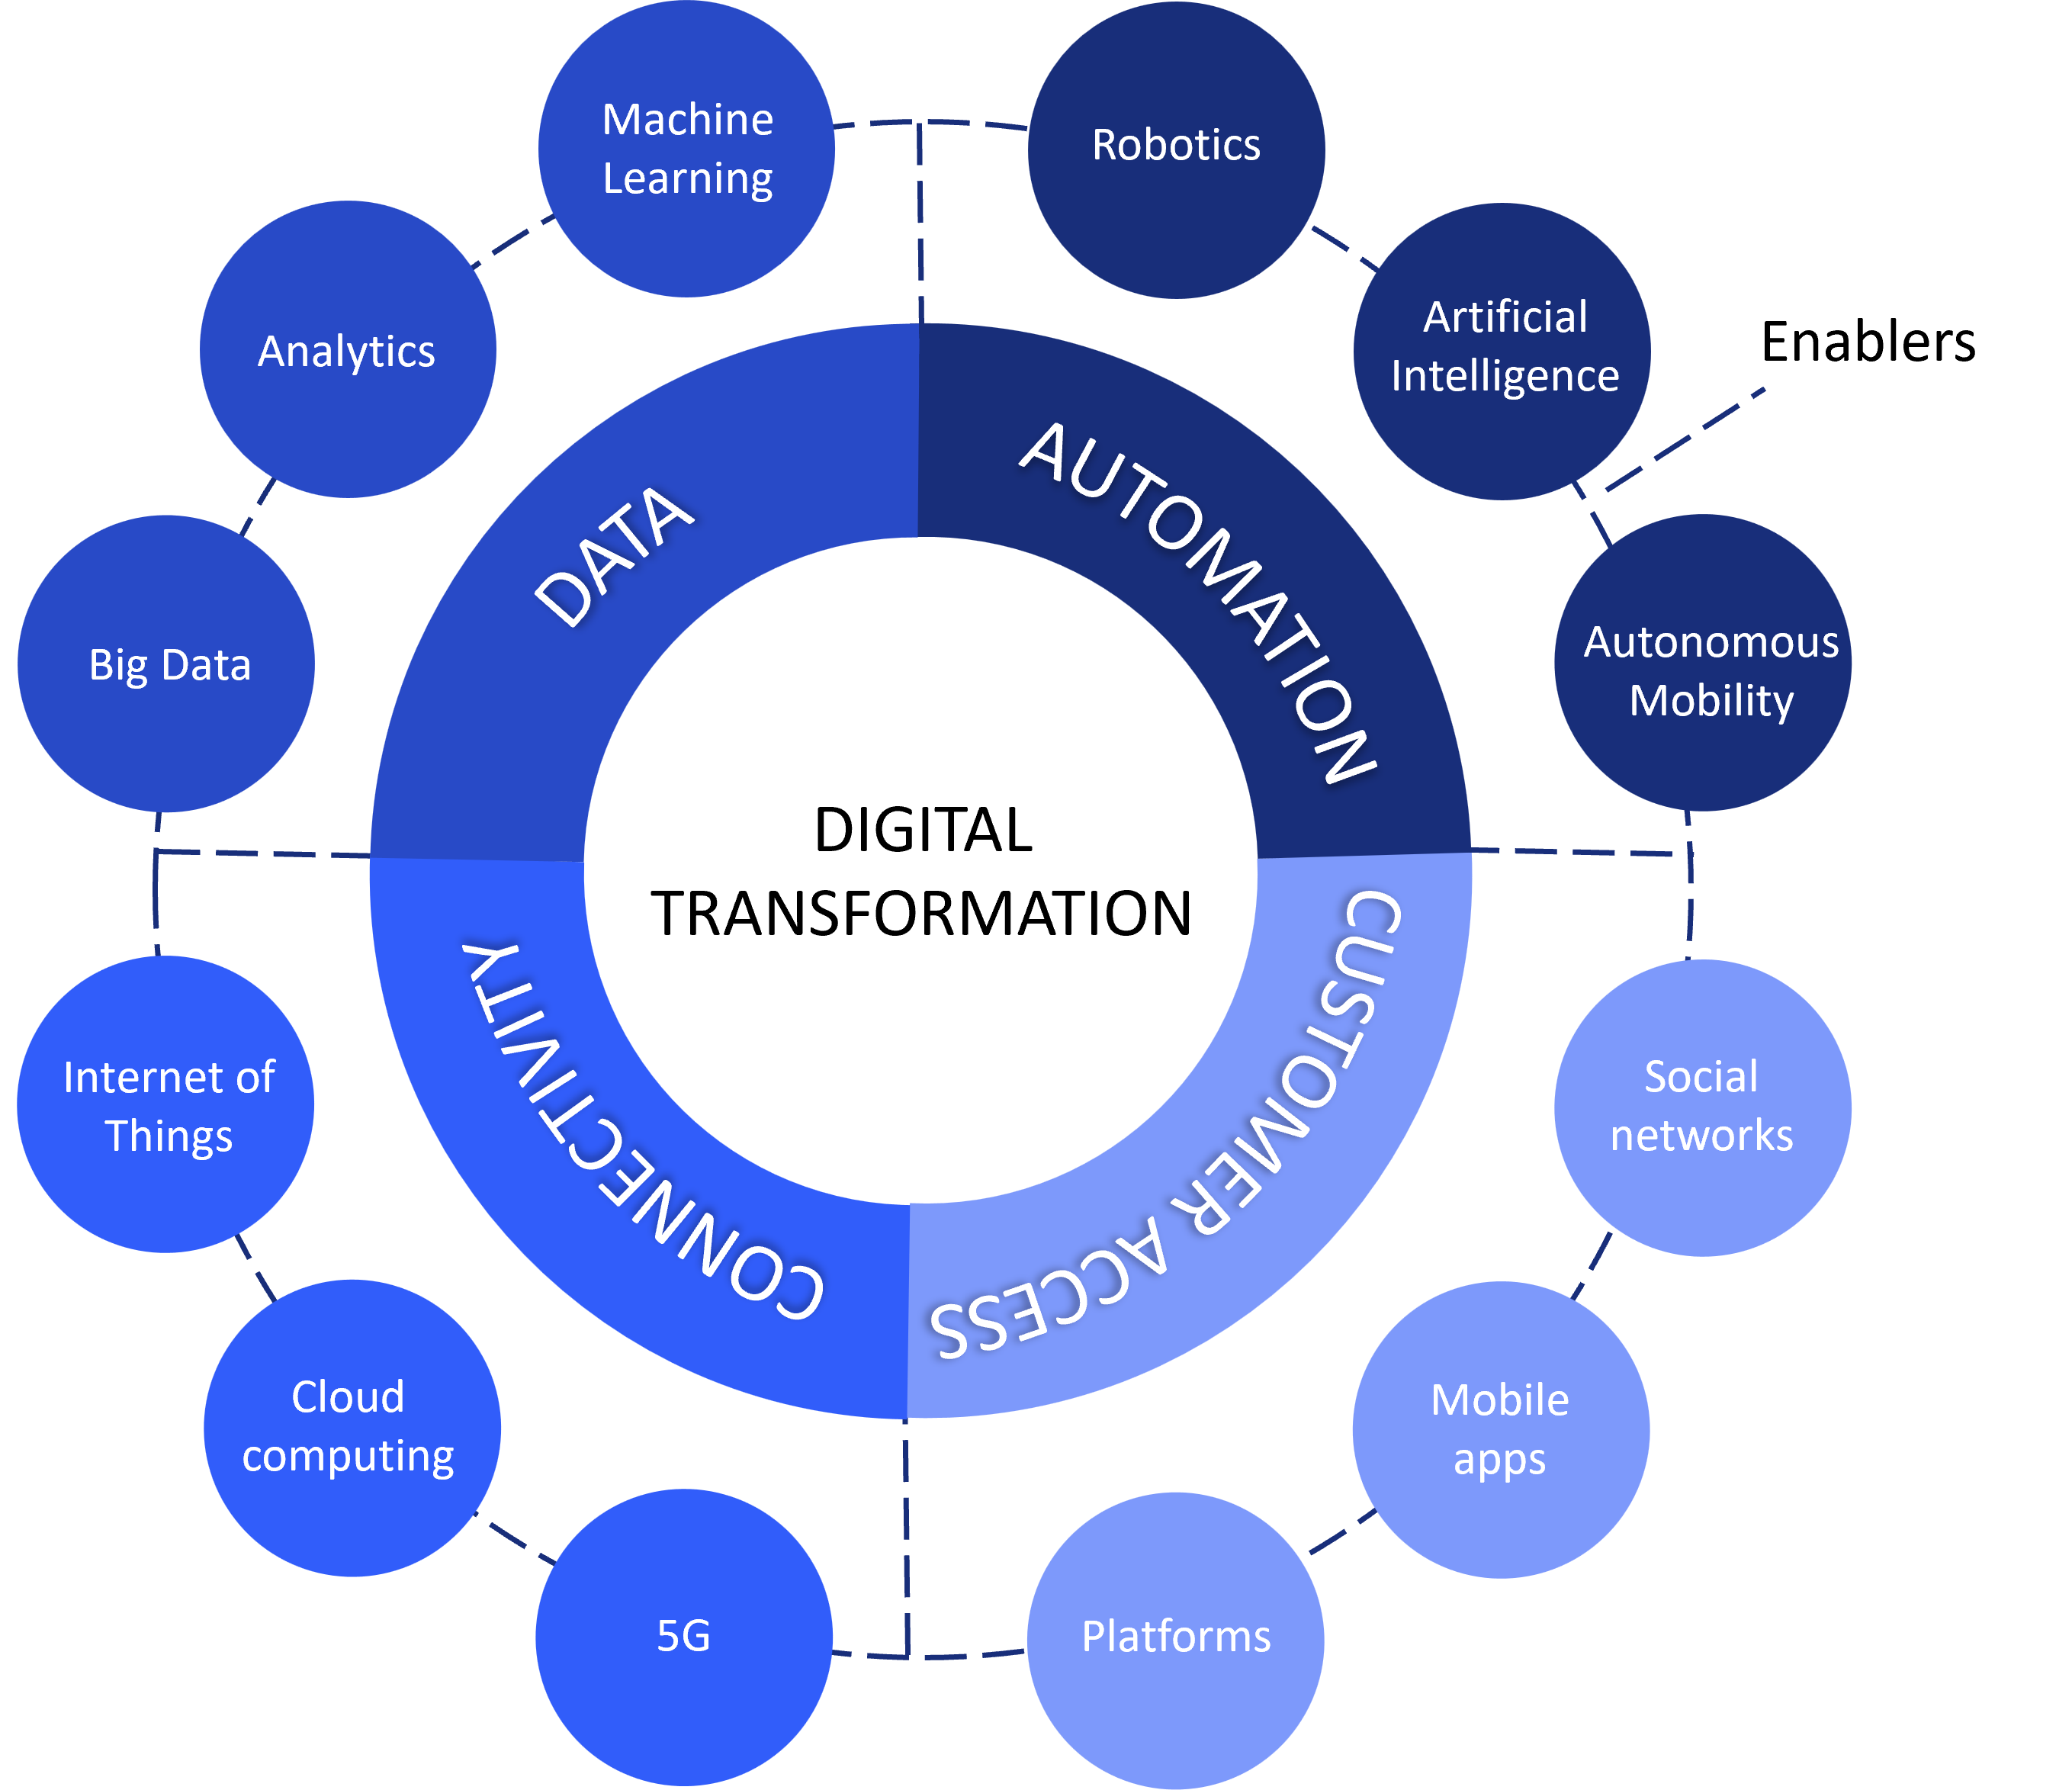 Machine
Learning
Robotics
Analytics
Artificial
Intelligence
Enablers
Big Data
Autonomous
Mobility
DATA
AUTOMATION
DIGITAL
TRANSFORMATION
CONNECTIVITY
CUSTOMER ACCESS
Internet of
Things
Social
networks
Cloud
computing
Mobile
apps
5G
Platforms